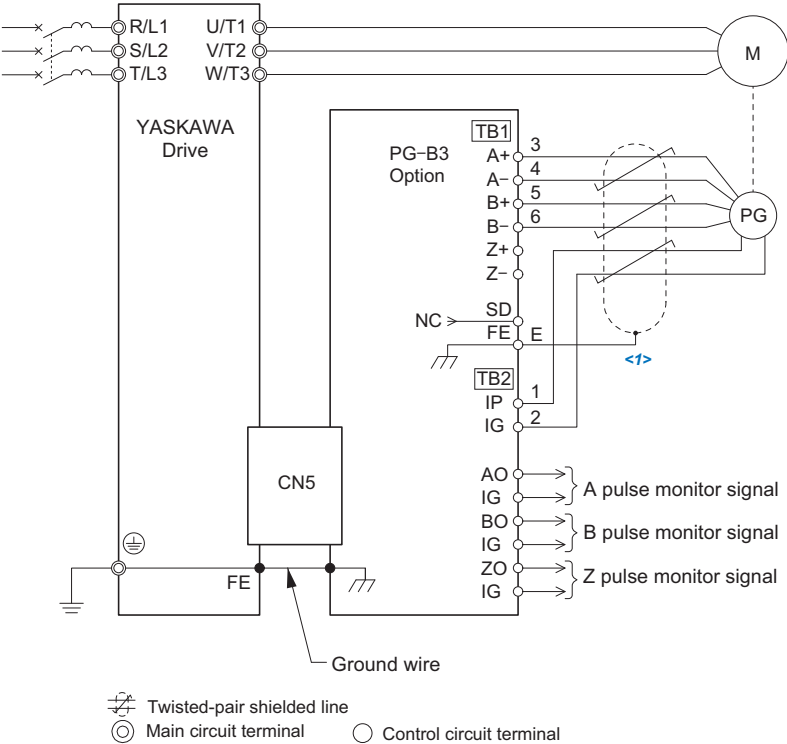 R/L1 U/T1
S/L2 V/T2
T/L3 W/T3
M
YASKAWA
Drive
PG-B3
Option
TB1
A+ 3
A− 4
B+ 5
B− 6
Z+
Z−
PG
NC SD
FE E
<1>
TB2
IP 1
IG 2
CN5
AO
IG
A pulse monitor signal
BO
IG
B pulse monitor signal
ZO
IG
Z pulse monitor signal
FE
Ground wire
Twisted-pair shielded line
Main circuit terminal
Control circuit terminal